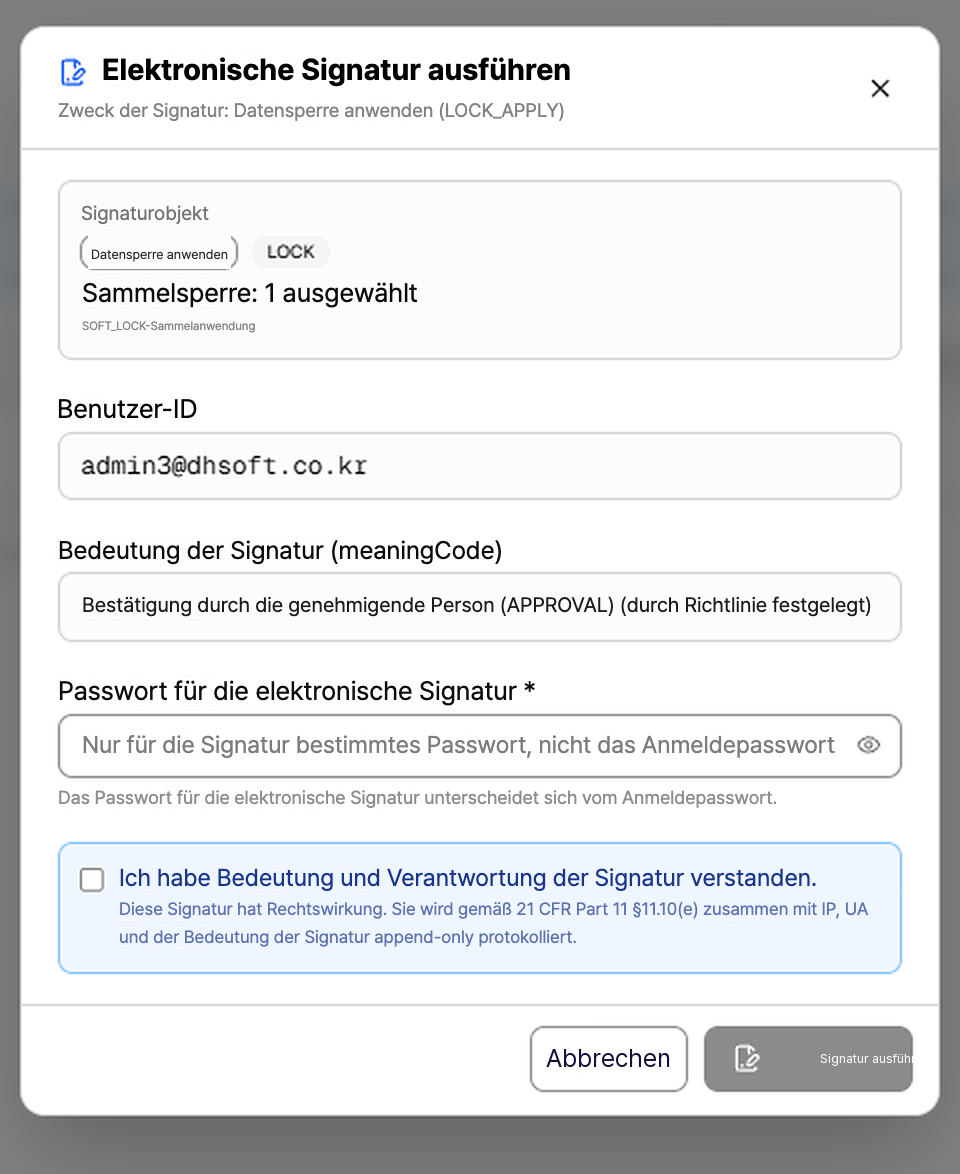 Elektronische Signatur ausführen
Zweck der Signatur: Datensperre anwenden (LOCK_APPLY)
Signaturobjekt
Datensperre anwenden LOCK
Sammelsperre: 1 ausgewählt
SOFT_LOCK-Sammelanwendung
Benutzer-ID
admin3@dhsoft.co.kr
Bedeutung der Signatur (meaningCode)
Bestätigung durch die genehmigende Person (APPROVAL) (durch Richtlinie festgelegt)
Passwort für die elektronische Signatur *
Nur für die Signatur bestimmtes Passwort, nicht das Anmeldepasswort
Das Passwort für die elektronische Signatur unterscheidet sich vom Anmeldepasswort.
Ich habe Bedeutung und Verantwortung der Signatur verstanden.
Diese Signatur hat Rechtswirkung. Sie wird gemäß 21 CFR Part 11 §11.10(e) zusammen mit IP, UA
und der Bedeutung der Signatur append-only protokolliert.
Abbrechen
Signatur ausführ